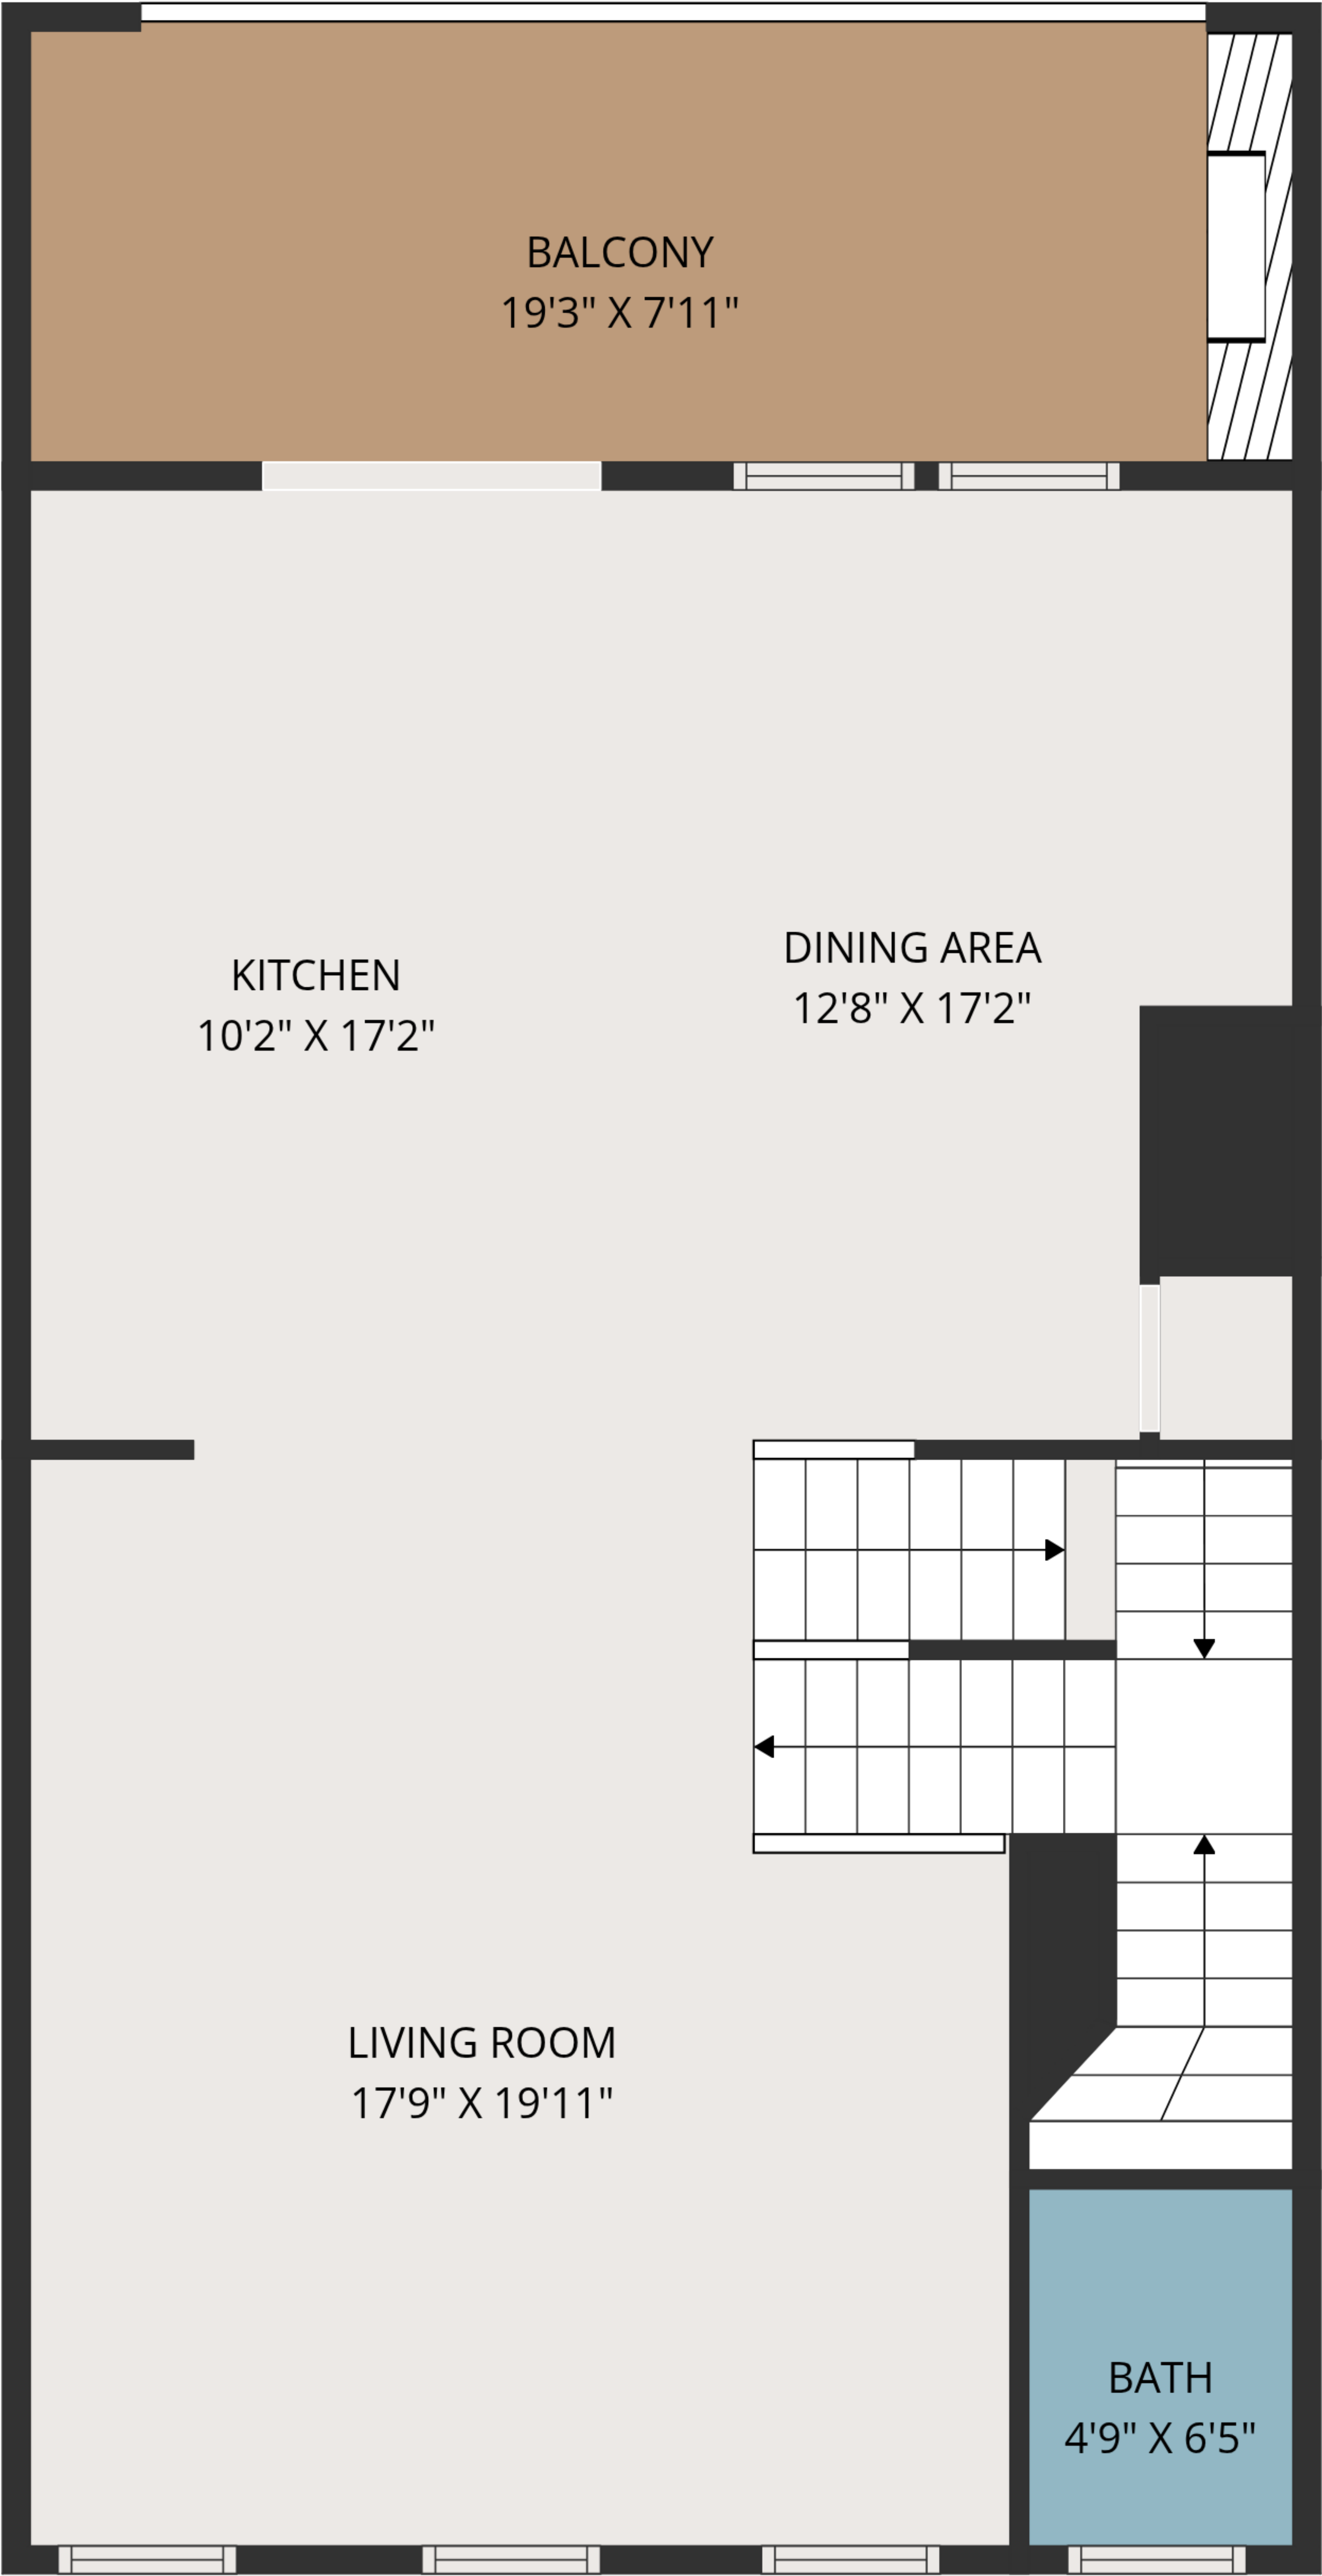 BALCONY
19'3" X 7'11"
KITCHEN
10'2" X 17'2"
DINING AREA
12'8" X 17'2"
LIVING ROOM
17'9" X 19'11"
BATH
4'9" X 6'5"